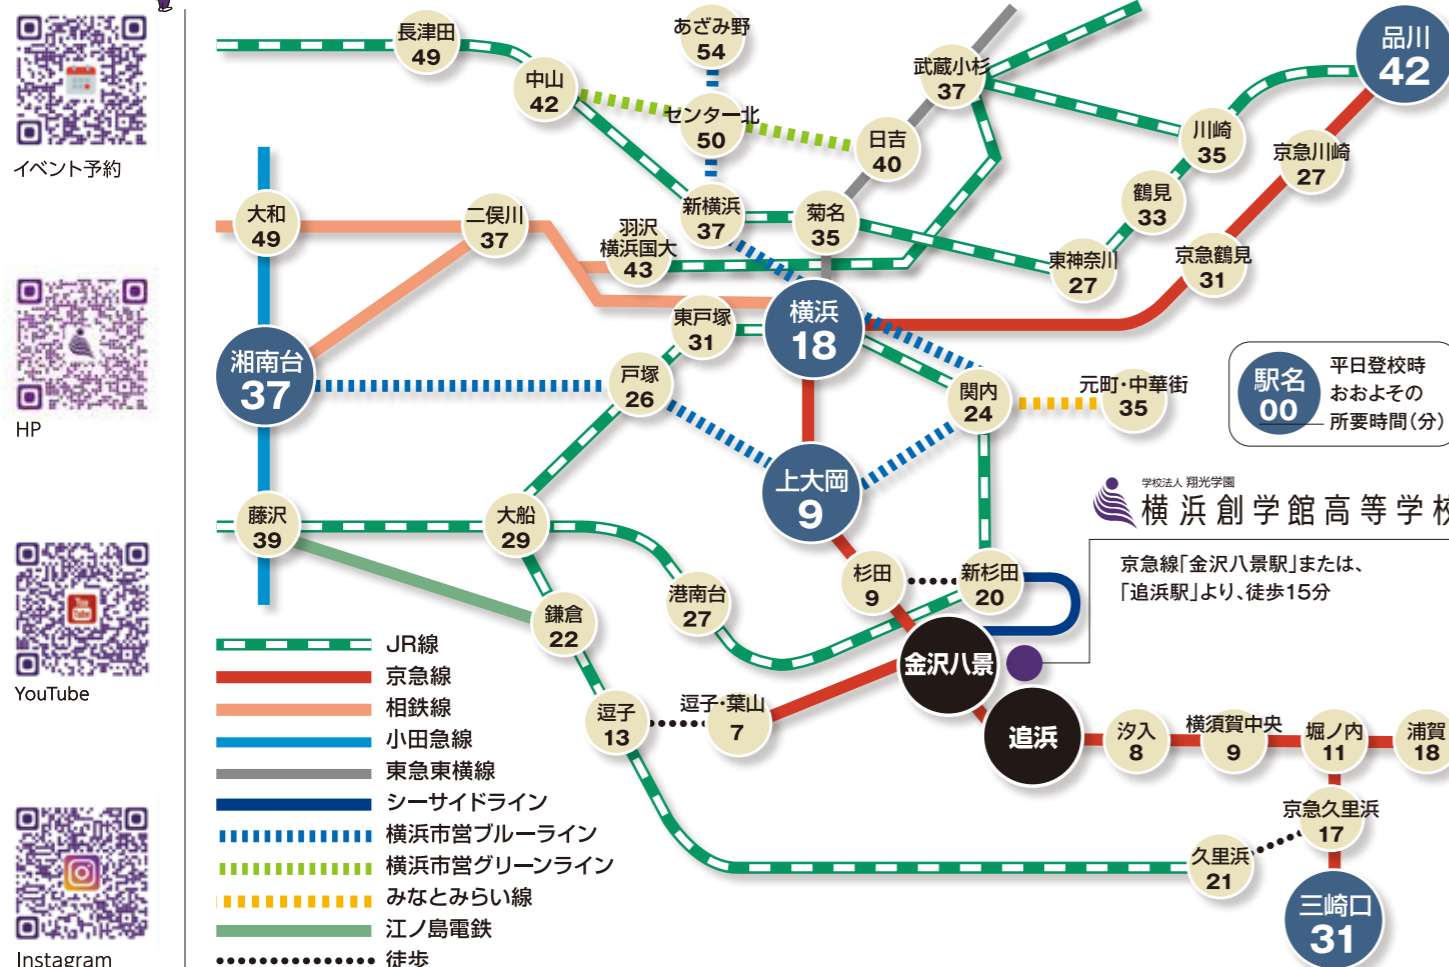 イベント予約
HP
YouTube
Instagram
長津田
49
あざみ野
54
中山
42
センター北
50
武蔵小杉
37
日吉
40
品川
42
川崎
35
京急川崎
27
鶴見
33
大和
49
二俣川
37
羽沢
横浜国大
43
新横浜
37
菊名
35
東神奈川
27
京急鶴見
31
湘南台
37
東戸塚
31
横浜
18
戸塚
26
関内
24
元町・中華街
35
駅名
00
平日登校時
おおよその
所要時間(分)
上大岡
9
学校法人 翔光学園
横浜創学館高等学校
藤沢
39
大船
29
杉田
9
新杉田
20
京急線「金沢八景駅」または、
「追浜駅」より、徒歩15分
港南台
27
鎌倉
22
金沢八景
逗子
13
逗子・葉山
7
追浜
汐入
8
横須賀中央
9
堀ノ内
11
浦賀
18
京急久里浜
17
久里浜
21
三崎口
31
JR線
京急線
相鉄線
小田急線
東急東横線
シーサイドライン
横浜市営ブルーライン
横浜市営グリーンライン
みなとみらい線
江ノ島電鉄
徒歩